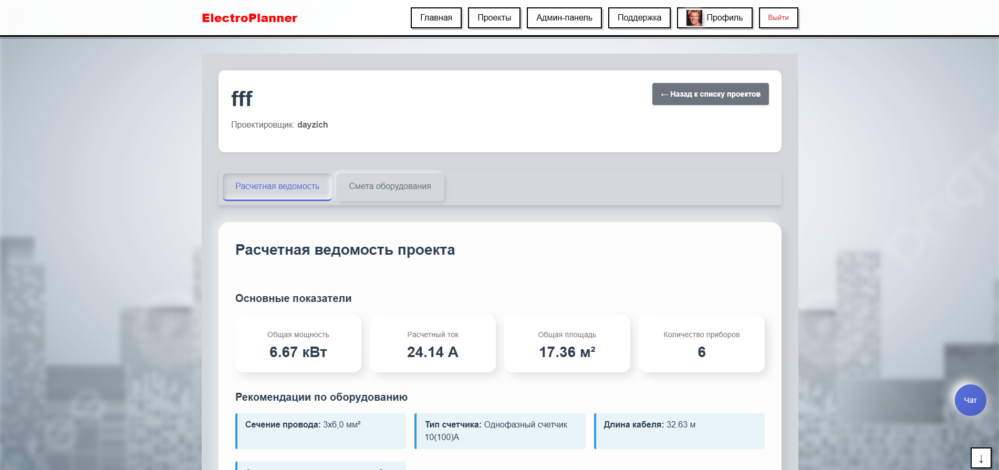 ElectroPlanner
Главная
Проекты
Админ-панель
Поддержка
Профиль
Выйти
fff
← Назад к списку проектов
Проектировщик: dayzich
Расчетная ведомость
Смета оборудования
Расчетная ведомость проекта
Основные показатели
Общая мощность
6.67 кВт
Расчетный ток
24.14 А
Общая площадь
17.36 м²
Количество приборов
6
Рекомендации по оборудованию
Сечение провода: 3х6,0 мм²
Тип счетчика: Однофазный счетчик
10(100)А
Длина кабеля: 32.63 м
Чат
↓